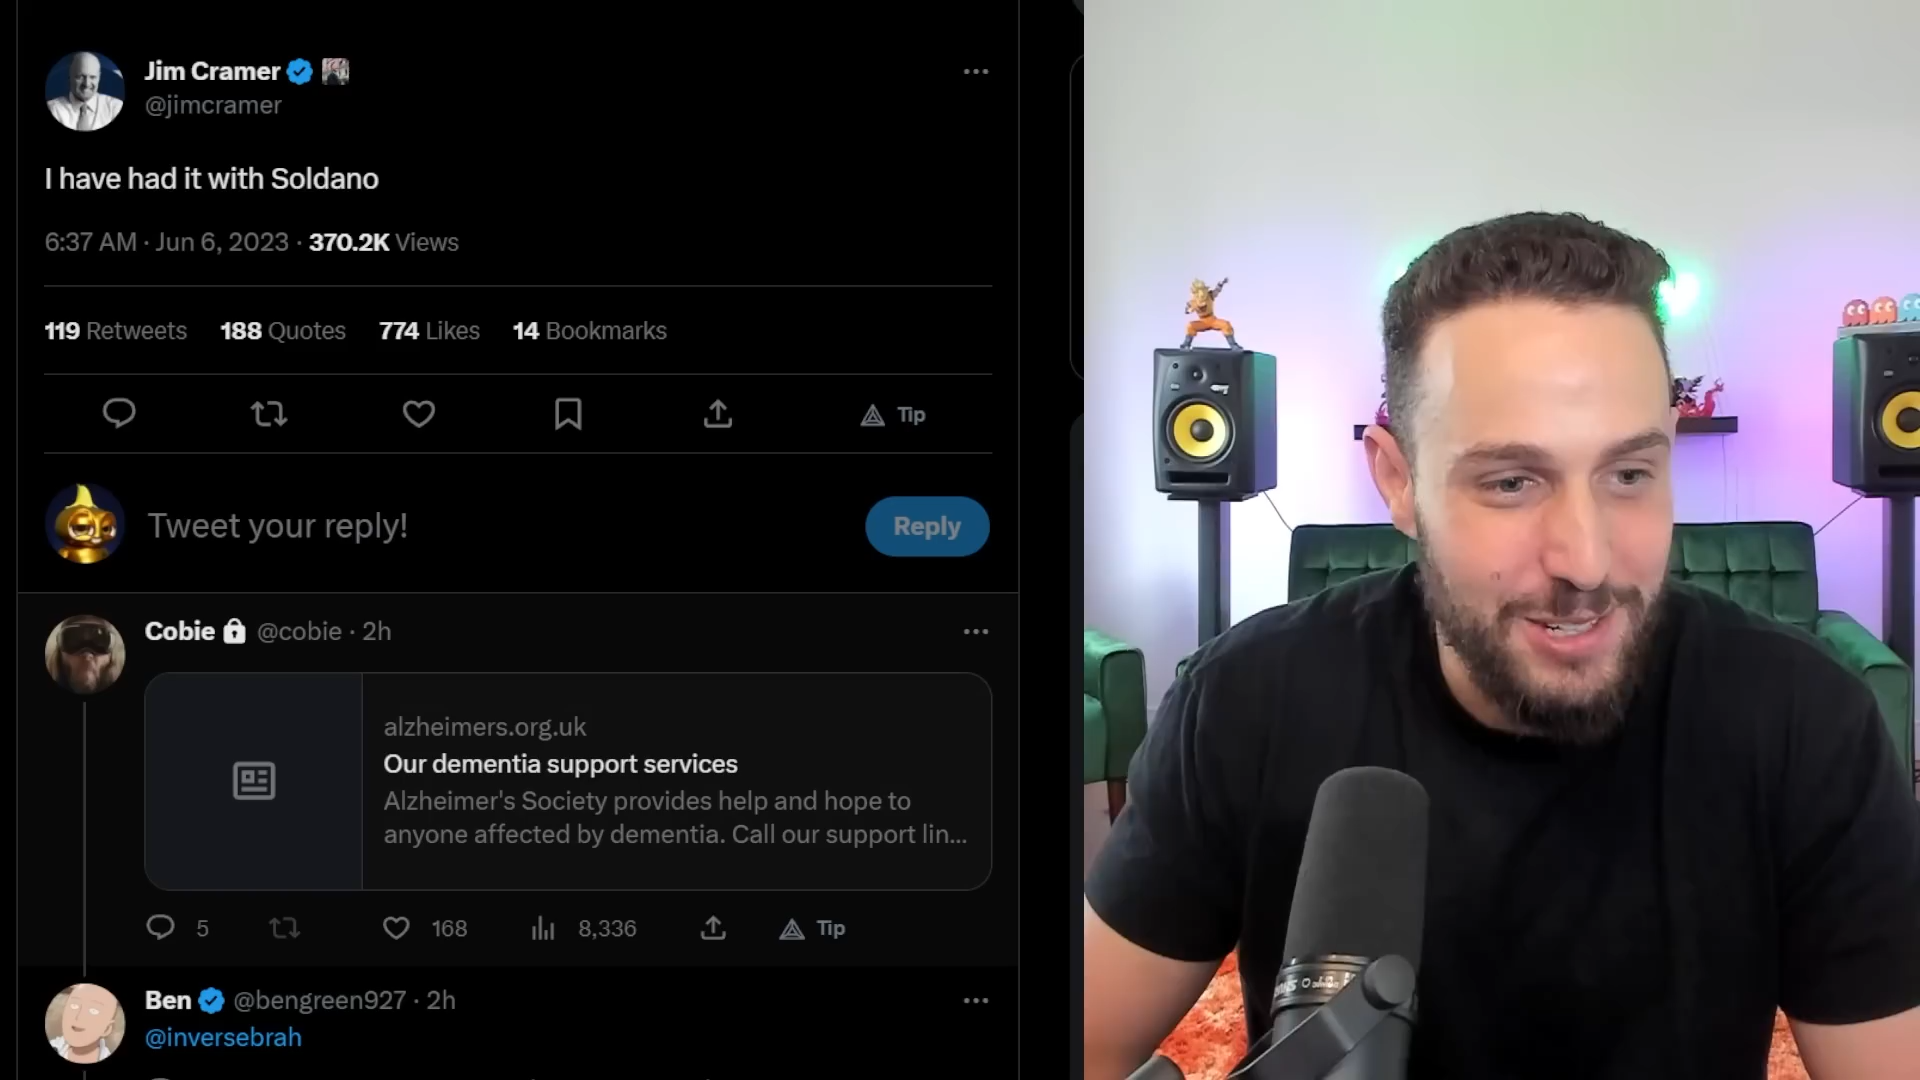 Jim Cramer
@jimcramer
I have had it with Soldano
6:37 AM · Jun 6, 2023 · 370.2K Views
119 Retweets 188 Quotes 774 Likes 14 Bookmarks
Tip
Tweet your reply!
Reply
Cobie @cobie · 2h
alzheimers.org.uk
Our dementia support services
Alzheimer's Society provides help and hope to
anyone affected by dementia. Call our support lin...
5 168 8,336 Tip
Ben @bengreen927 · 2h
@inversebrah